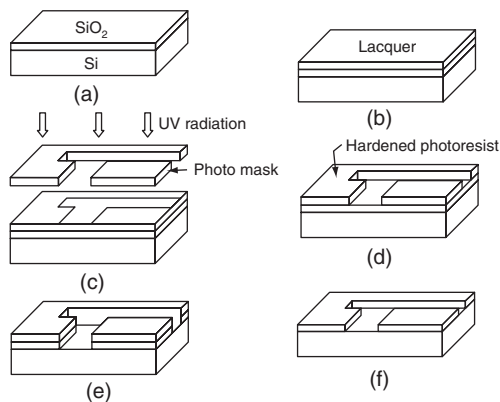 SiO2
Si
(a)
Lacquer
(b)
UV radiation
Photo mask
(c)
Hardened photoresist
(d)
(e)
(f)